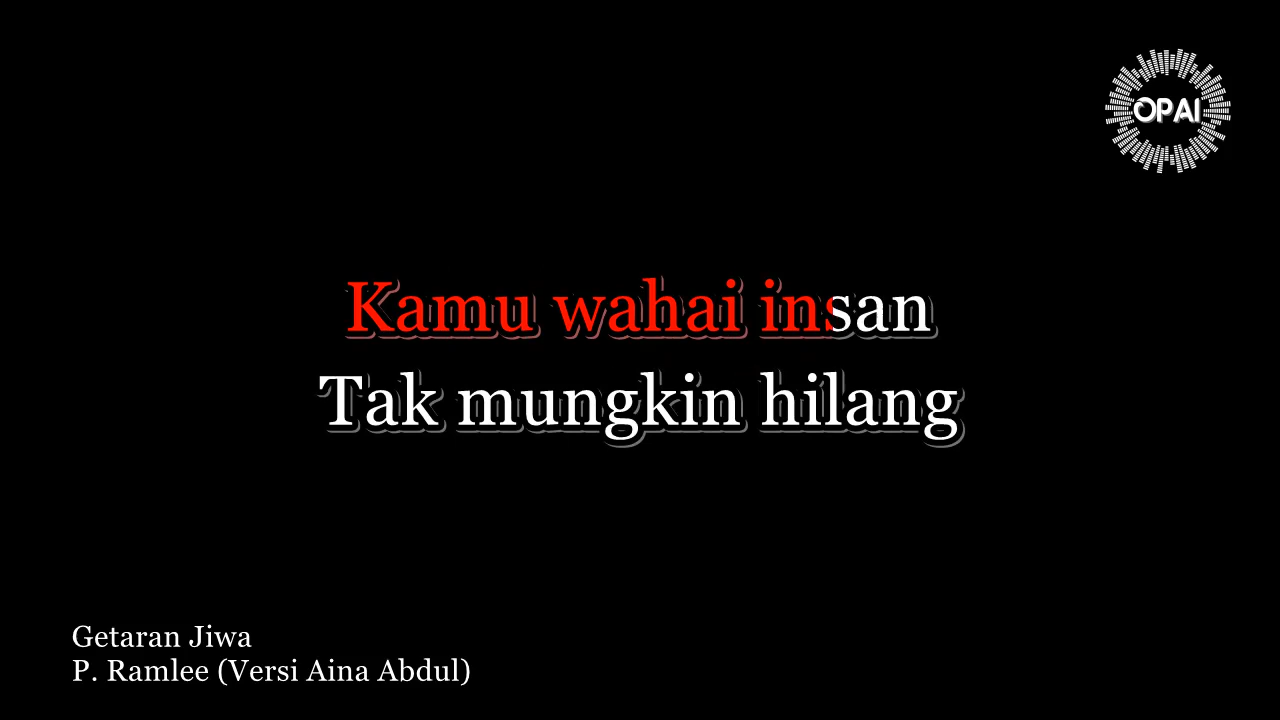 OPAI
Kamu wahai insan
Tak mungkin hilang
Getaran Jiwa
P. Ramlee (Versi Aina Abdul)